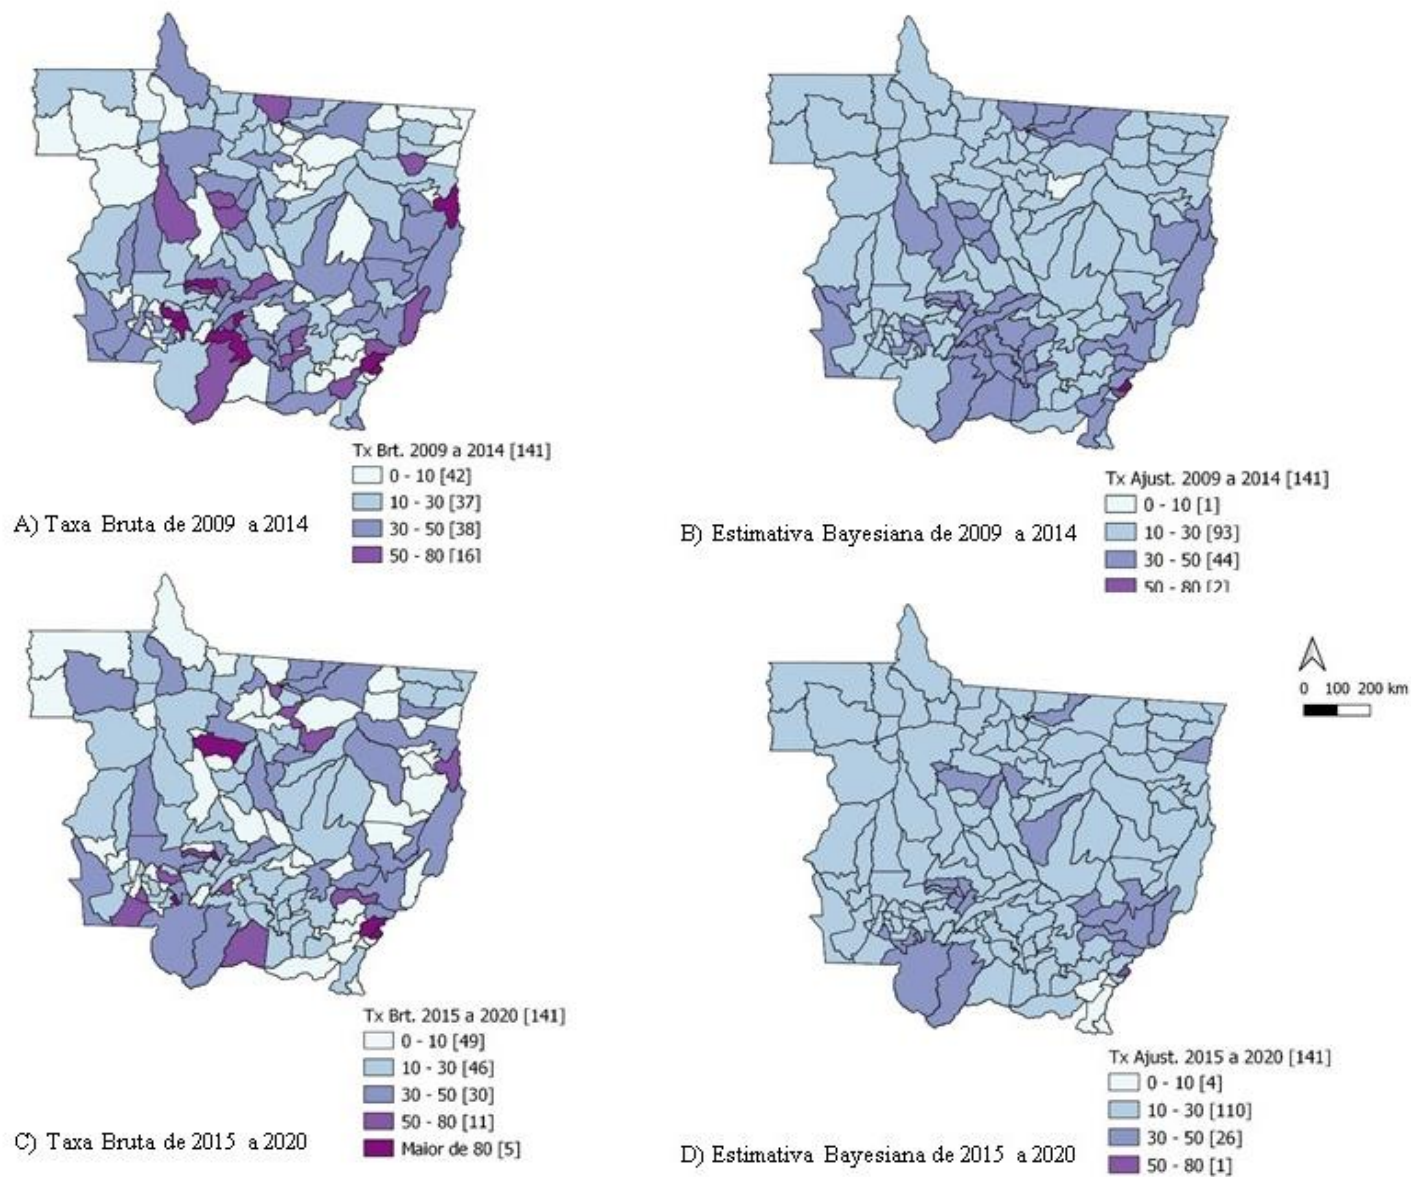 Tx Brt. 2009 a 2014 [141]
0 - 10 [42]
10 - 30 [37]
30 - 50 [38]
50 - 80 [16]
A) Taxa Bruta de 2009 a 2014
Tx Ajust. 2009 a 2014 [141]
0 - 10 [1]
10 - 30 [93]
30 - 50 [44]
50 - 80 [2]
B) Estimativa Bayesiana de 2009 a 2014
0 100 200 km
Tx Brt. 2015 a 2020 [141]
0 - 10 [49]
10 - 30 [46]
30 - 50 [30]
50 - 80 [11]
Maior de 80 [5]
C) Taxa Bruta de 2015 a 2020
Tx Ajust. 2015 a 2020 [141]
0 - 10 [4]
10 - 30 [110]
30 - 50 [26]
50 - 80 [1]
D) Estimativa Bayesiana de 2015 a 2020